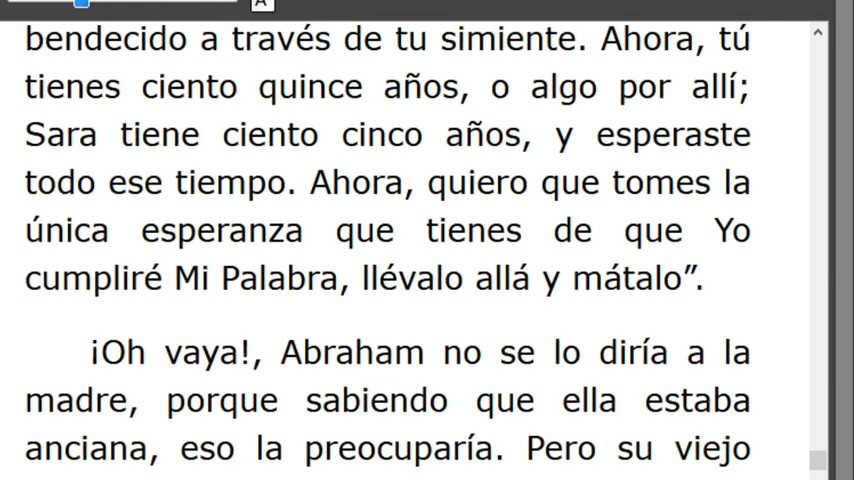 A
bendecido a través de tu simiente. Ahora, tú
tienes ciento quince años, o algo por allí;
Sara tiene ciento cinco años, y esperaste
todo ese tiempo. Ahora, quiero que tomes la
única esperanza que tienes de que Yo
cumpliré Mi Palabra, llévalo allá y mátalo”.
¡Oh vaya!, Abraham no se lo diría a la
madre, porque sabiendo que ella estaba
anciana, eso la preocuparía. Pero su viejo